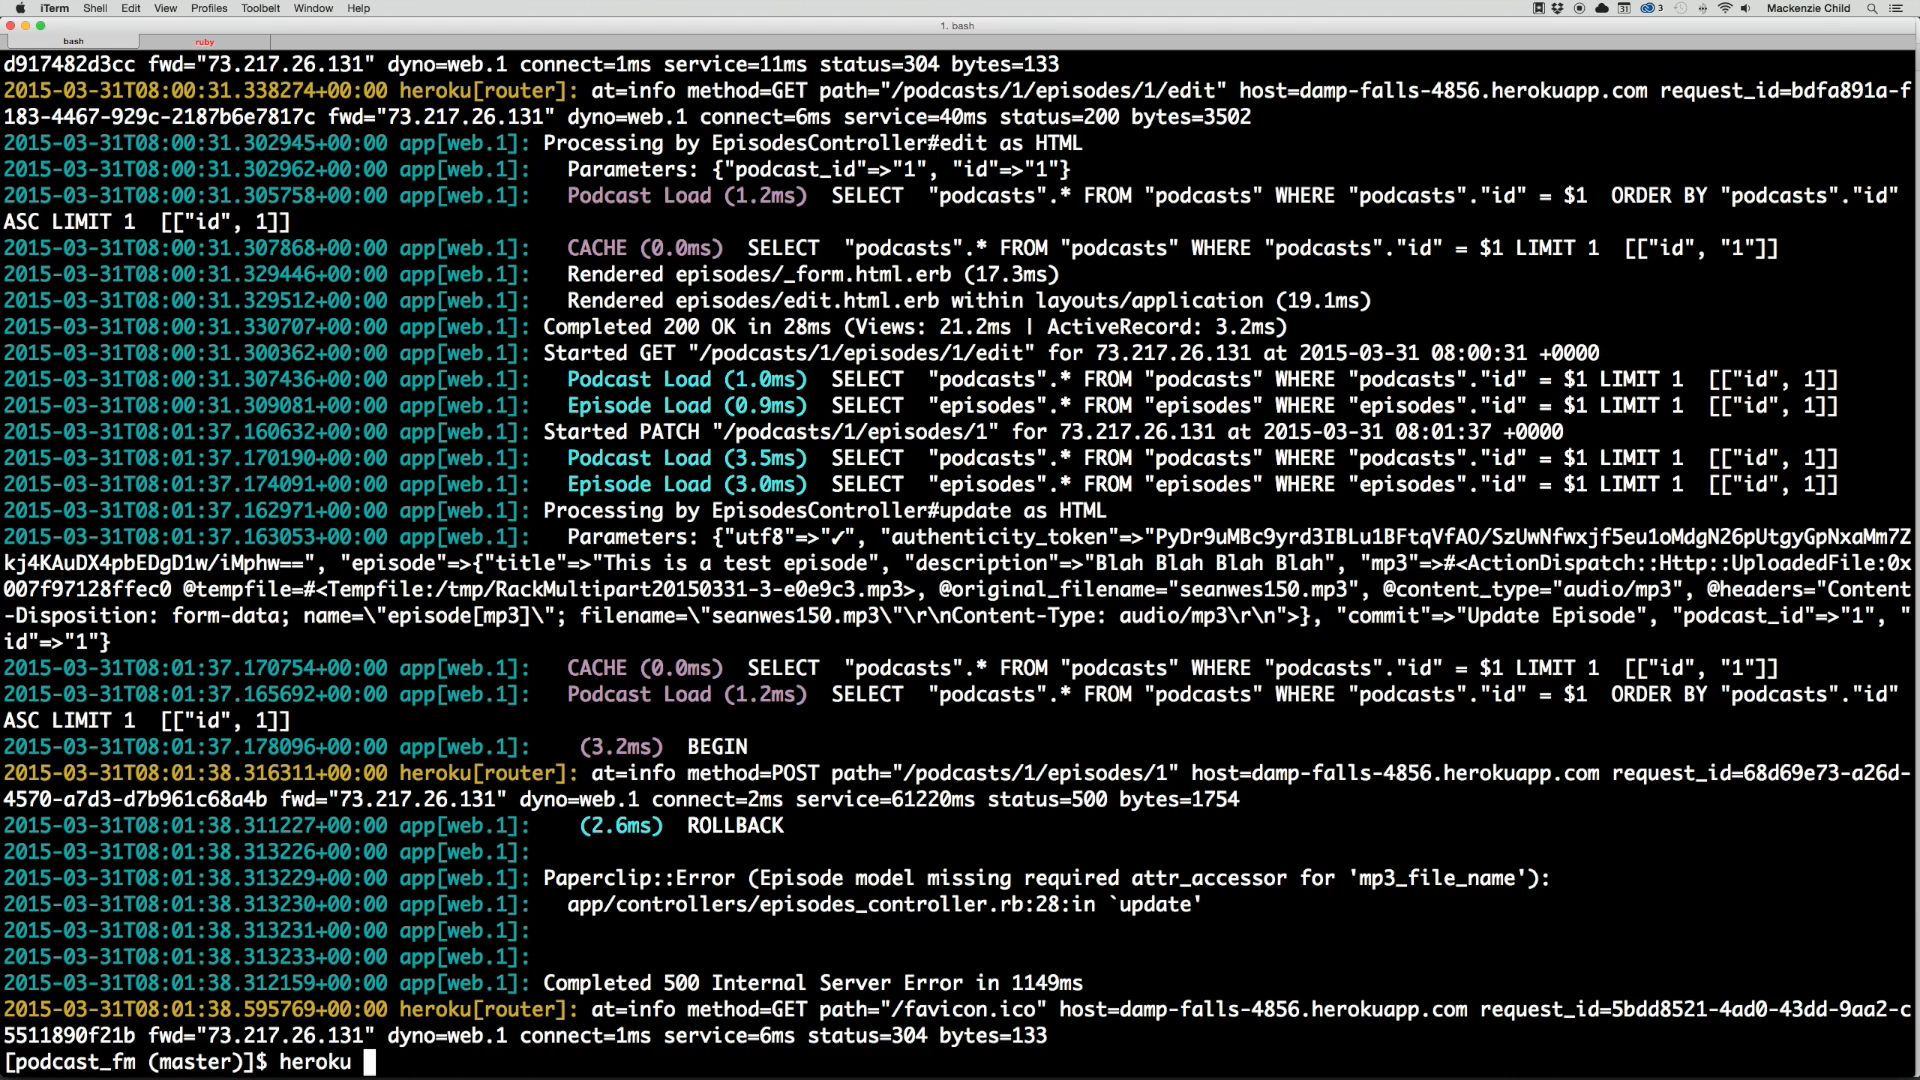 iTerm Shell Edit View Profiles Toolbelt Window Help 31 3 Mackenzie Child
1. bash
bash ruby
d917482d3cc fwd="73.217.26.131" dyno=web.1 connect=1ms service=11ms status=304 bytes=133
2015-03-31T08:00:31.338274+00:00 heroku[router]: at=info method=GET path="/podcasts/1/episodes/1/edit" host=damp-falls-4856.herokuapp.com request_id=bdfa891a-f
183-4467-929c-2187b6e7817c fwd="73.217.26.131" dyno=web.1 connect=6ms service=40ms status=200 bytes=3502
2015-03-31T08:00:31.302945+00:00 app[web.1]: Processing by EpisodesController#edit as HTML
2015-03-31T08:00:31.302962+00:00 app[web.1]:   Parameters: {"podcast_id"=>"1", "id"=>"1"}
2015-03-31T08:00:31.305758+00:00 app[web.1]:   Podcast Load (1.2ms)  SELECT  "podcasts".* FROM "podcasts" WHERE "podcasts"."id" = $1  ORDER BY "podcasts"."id"
ASC LIMIT 1  [["id", 1]]
2015-03-31T08:00:31.307868+00:00 app[web.1]:   CACHE (0.0ms)  SELECT  "podcasts".* FROM "podcasts" WHERE "podcasts"."id" = $1 LIMIT 1  [["id", "1"]]
2015-03-31T08:00:31.329446+00:00 app[web.1]:   Rendered episodes/_form.html.erb (17.3ms)
2015-03-31T08:00:31.329512+00:00 app[web.1]:   Rendered episodes/edit.html.erb within layouts/application (19.1ms)
2015-03-31T08:00:31.330707+00:00 app[web.1]: Completed 200 OK in 28ms (Views: 21.2ms | ActiveRecord: 3.2ms)
2015-03-31T08:00:31.300362+00:00 app[web.1]: Started GET "/podcasts/1/episodes/1/edit" for 73.217.26.131 at 2015-03-31 08:00:31 +0000
2015-03-31T08:00:31.307436+00:00 app[web.1]:   Podcast Load (1.0ms)  SELECT  "podcasts".* FROM "podcasts" WHERE "podcasts"."id" = $1 LIMIT 1  [["id", 1]]
2015-03-31T08:00:31.309081+00:00 app[web.1]:   Episode Load (0.9ms)  SELECT  "episodes".* FROM "episodes" WHERE "episodes"."id" = $1 LIMIT 1  [["id", 1]]
2015-03-31T08:01:37.160632+00:00 app[web.1]: Started PATCH "/podcasts/1/episodes/1" for 73.217.26.131 at 2015-03-31 08:01:37 +0000
2015-03-31T08:01:37.170190+00:00 app[web.1]:   Podcast Load (3.5ms)  SELECT  "podcasts".* FROM "podcasts" WHERE "podcasts"."id" = $1 LIMIT 1  [["id", 1]]
2015-03-31T08:01:37.174091+00:00 app[web.1]:   Episode Load (3.0ms)  SELECT  "episodes".* FROM "episodes" WHERE "episodes"."id" = $1 LIMIT 1  [["id", 1]]
2015-03-31T08:01:37.162971+00:00 app[web.1]: Processing by EpisodesController#update as HTML
2015-03-31T08:01:37.163053+00:00 app[web.1]:   Parameters: {"utf8"=>"✓", "authenticity_token"=>"PyDr9uMBc9yrd3IBLu1BFtqVfAO/SzUwNfwxjf5eu1oMdgN26pUtgyGpNxaMm7Z
kj4KAuDX4pbEDgD1w/iMphw==", "episode"=>{"title"=>"This is a test episode", "description"=>"Blah Blah Blah Blah", "mp3"=>#<ActionDispatch::Http::UploadedFile:0x
007f97128ffec0 @tempfile=#<Tempfile:/tmp/RackMultipart20150331-3-e0e9c3.mp3>, @original_filename="seanwes150.mp3", @content_type="audio/mp3", @headers="Content
-Disposition: form-data; name=\"episode[mp3]\"; filename=\"seanwes150.mp3\"\r\nContent-Type: audio/mp3\r\n">}, "commit"=>"Update Episode", "podcast_id"=>"1", "
id"=>"1"}
2015-03-31T08:01:37.170754+00:00 app[web.1]:   CACHE (0.0ms)  SELECT  "podcasts".* FROM "podcasts" WHERE "podcasts"."id" = $1 LIMIT 1  [["id", "1"]]
2015-03-31T08:01:37.165692+00:00 app[web.1]:   Podcast Load (1.2ms)  SELECT  "podcasts".* FROM "podcasts" WHERE "podcasts"."id" = $1  ORDER BY "podcasts"."id"
ASC LIMIT 1  [["id", 1]]
2015-03-31T08:01:37.178096+00:00 app[web.1]:    (3.2ms)  BEGIN
2015-03-31T08:01:38.316311+00:00 heroku[router]: at=info method=POST path="/podcasts/1/episodes/1" host=damp-falls-4856.herokuapp.com request_id=68d69e73-a26d-
4570-a7d3-d7b961c68a4b fwd="73.217.26.131" dyno=web.1 connect=2ms service=61220ms status=500 bytes=1754
2015-03-31T08:01:38.311227+00:00 app[web.1]:    (2.6ms)  ROLLBACK
2015-03-31T08:01:38.313226+00:00 app[web.1]:
2015-03-31T08:01:38.313229+00:00 app[web.1]: Paperclip::Error (Episode model missing required attr_accessor for 'mp3_file_name'):
2015-03-31T08:01:38.313230+00:00 app[web.1]:   app/controllers/episodes_controller.rb:28:in `update'
2015-03-31T08:01:38.313231+00:00 app[web.1]:
2015-03-31T08:01:38.313233+00:00 app[web.1]:
2015-03-31T08:01:38.312159+00:00 app[web.1]: Completed 500 Internal Server Error in 1149ms
2015-03-31T08:01:38.595769+00:00 heroku[router]: at=info method=GET path="/favicon.ico" host=damp-falls-4856.herokuapp.com request_id=5bdd8521-4ad0-43dd-9aa2-c
5511890f21b fwd="73.217.26.131" dyno=web.1 connect=1ms service=6ms status=304 bytes=133
[podcast_fm (master)]$ heroku